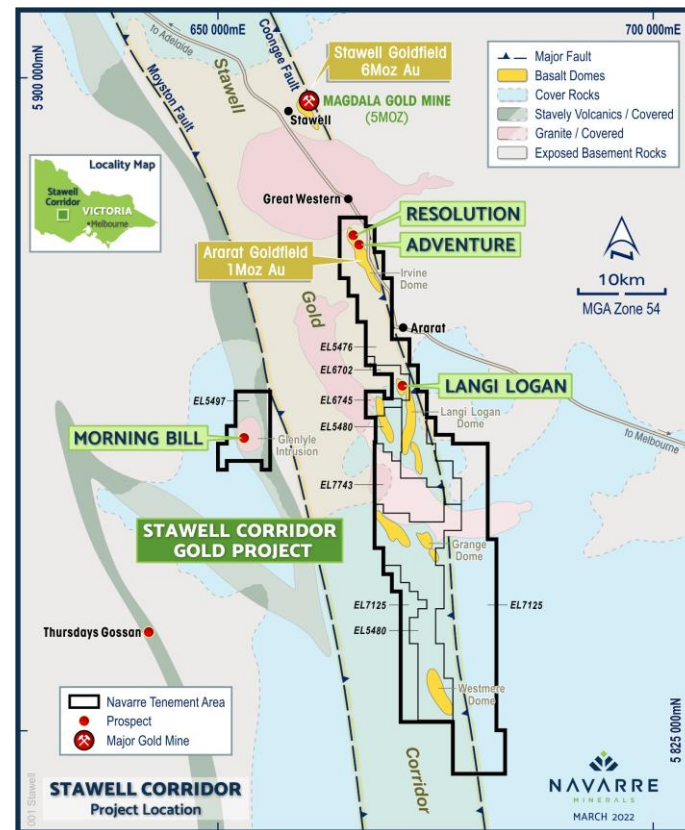 650 000mE
700 000mE
to Adelaide
Coongee Fault
Stawell Goldfield
6Moz Au
Major Fault
Basalt Domes
Cover Rocks
Stavely Volcanics / Covered
Granite / Covered
Exposed Basement Rocks
5 900 000mN
Moyston Fault
Stawell
MAGDALA GOLD MINE
(5MOZ)
Stawell
Locality Map
Stawell
Corridor
VICTORIA
Melbourne
Great Western
RESOLUTION
ADVENTURE
Ararat Goldfield
1Moz Au
Irvine
Dome
10km
MGA Zone 54
Gold
Ararat
EL5476
EL6702
LANGI LOGAN
EL5497
EL6745
EL5480
Langi Logan
Dome
MORNING BILL
Glenlyle
Intrusion
to Melbourne
EL7743
STAWELL CORRIDOR
GOLD PROJECT
Grange
Dome
EL7125
EL7125
EL5480
Thursdays Gossan
Westmere
Dome
Navarre Tenement Area
Prospect
Major Gold Mine
5 825 000mN
Corridor
STAWELL CORRIDOR
Project Location
NAVARRE
MINERALS
MARCH 2022
001 Stawell